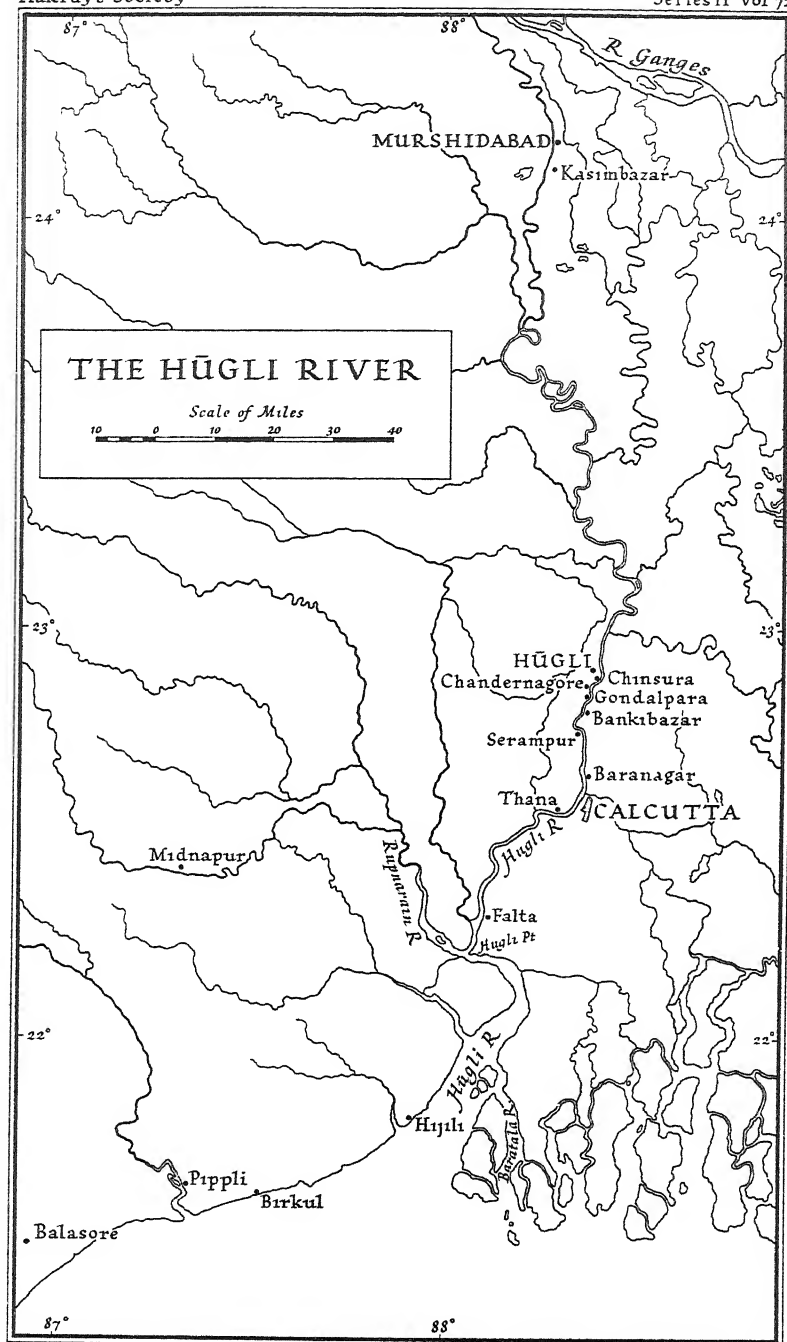 Hakluyt Society
Series II Vol
87°
88°
R Ganges
MURSHIDABAD
Kasimbazar
24°
24°
THE HŪGLI RIVER
Scale of Miles
10 0 10 20 30 40
23°
23°
HŪGLI
Chinsura
Chandernagore
Gondalpara
Bankibazar
Serampur
Baranagar
Thana
CALCUTTA
Hugli R
Midnapur
Rupnarain R
Falta
Hugli Pt
22°
22°
Hūgli R
Hijili
Baratala R.
Pippli
Birkul
Balasore
87°
88°